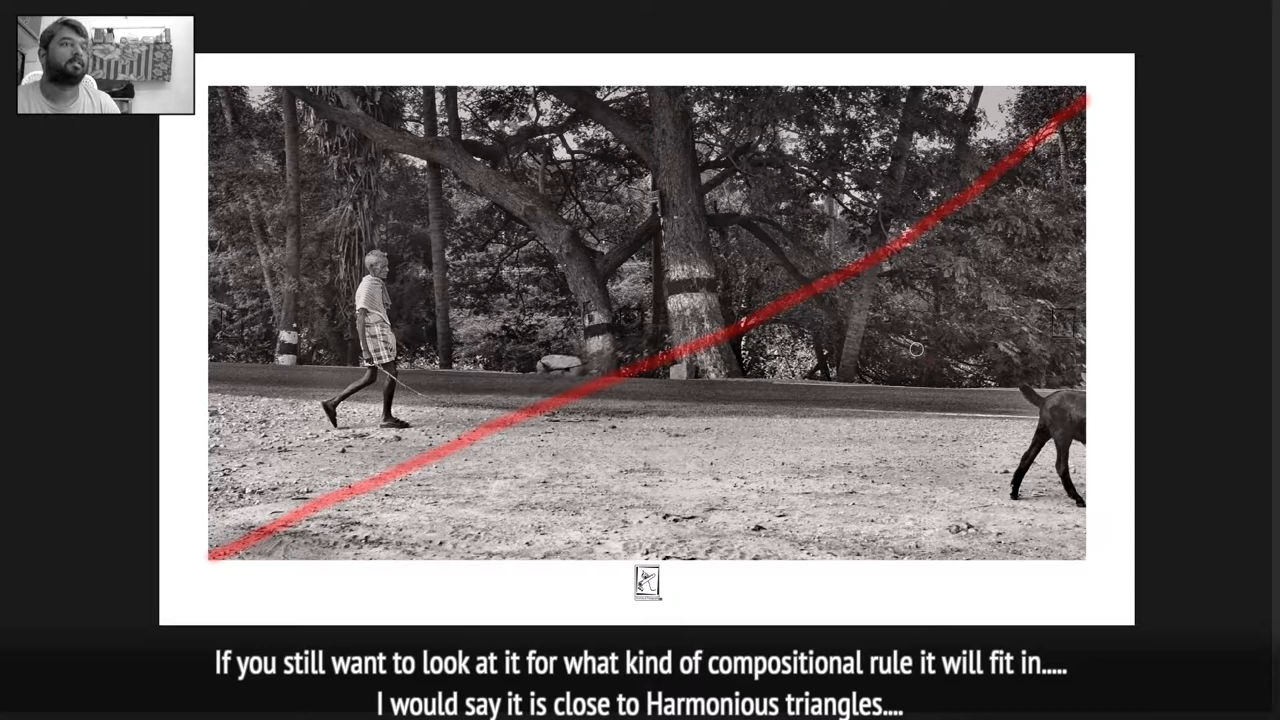 If you still want to look at it for what kind of compositional rule it will fit in.....
I would say it is close to Harmonious triangles....